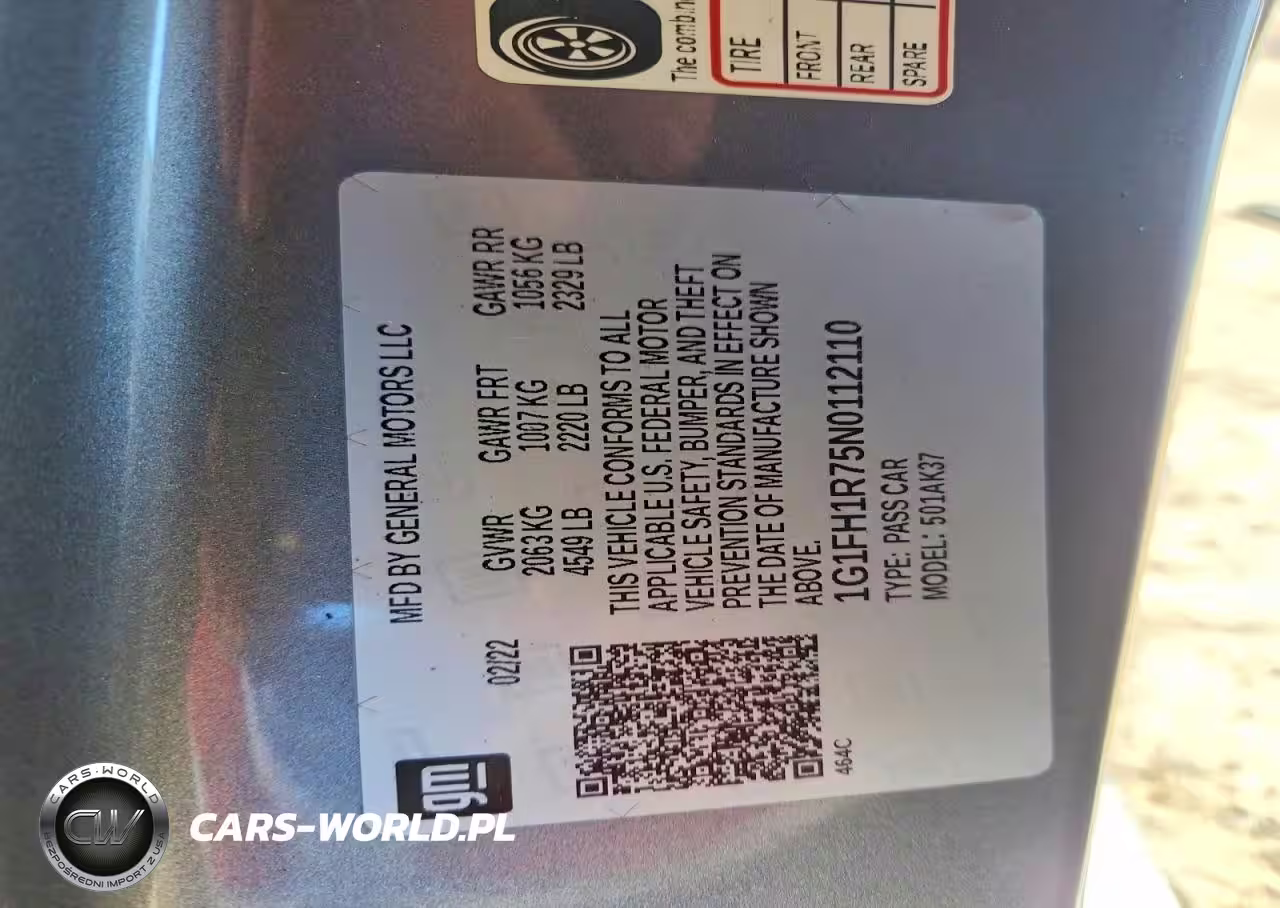 MFD BY GENERAL MOTORS LLC
gm
02/22
GVWR GAWR FRT GAWR RR
2063 KG 1007 KG 1056 KG
4549 LB 2220 LB 2329 LB
THIS VEHICLE CONFORMS TO ALL
APPLICABLE U.S. FEDERAL MOTOR
VEHICLE SAFETY, BUMPER, AND THEFT
PREVENTION STANDARDS IN EFFECT ON
THE DATE OF MANUFACTURE SHOWN
ABOVE.
1G1FH1R75N0112110
TYPE: PASS CAR
MODEL: 501AK37
464C
The
TIRE
FRONT
REAR
SPARE
CARS-WORLD
CW
BEZPOŚREDNI IMPORT Z USA
CARS-WORLD.PL